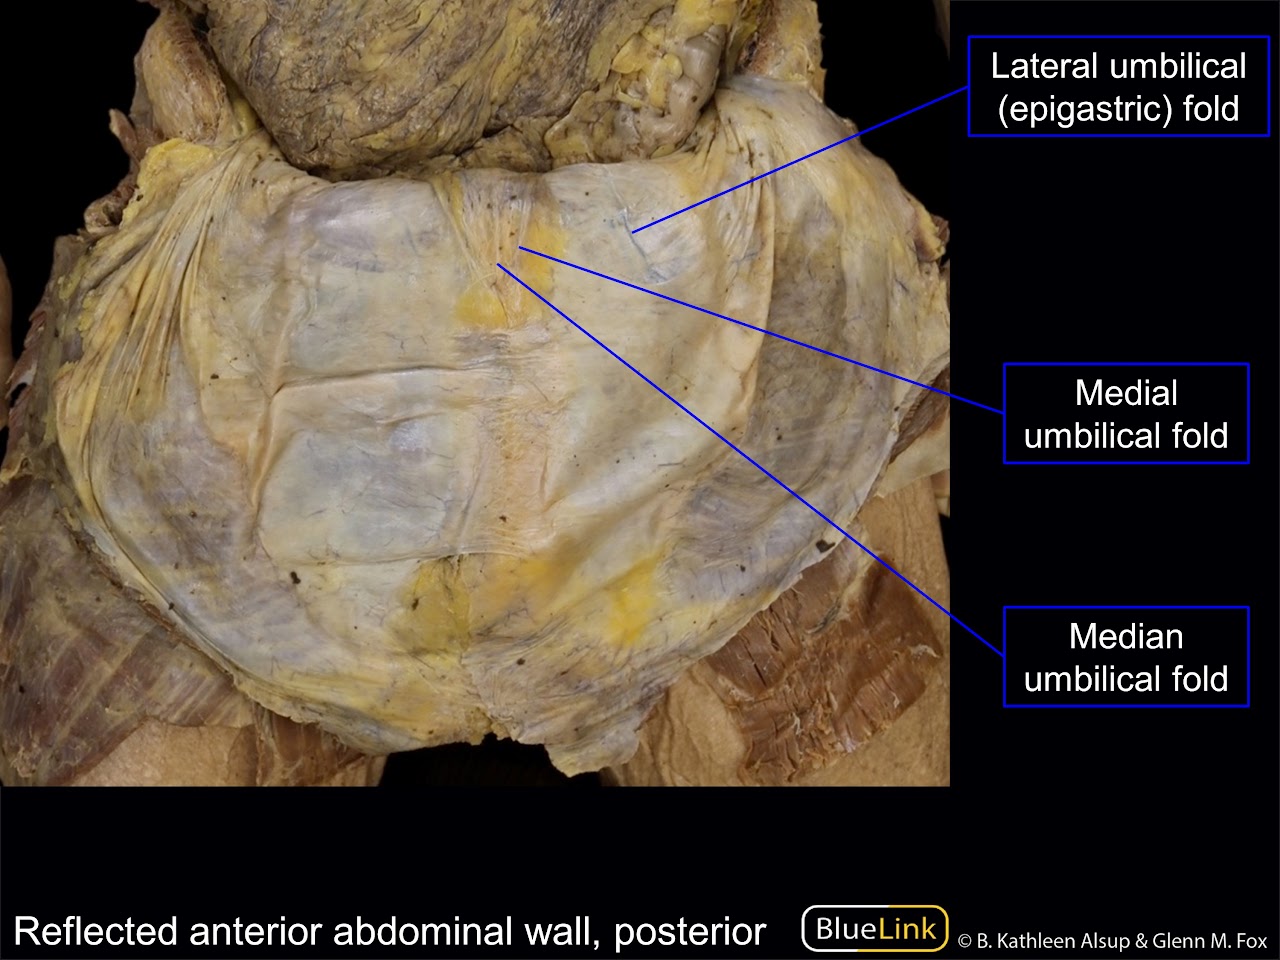 Lateral umbilical
(epigastric) fold
Medial
umbilical fold
Median
umbilical fold
Reflected anterior abdominal wall, posterior
BlueLink
© B. Kathleen Alsup & Glenn M. Fox